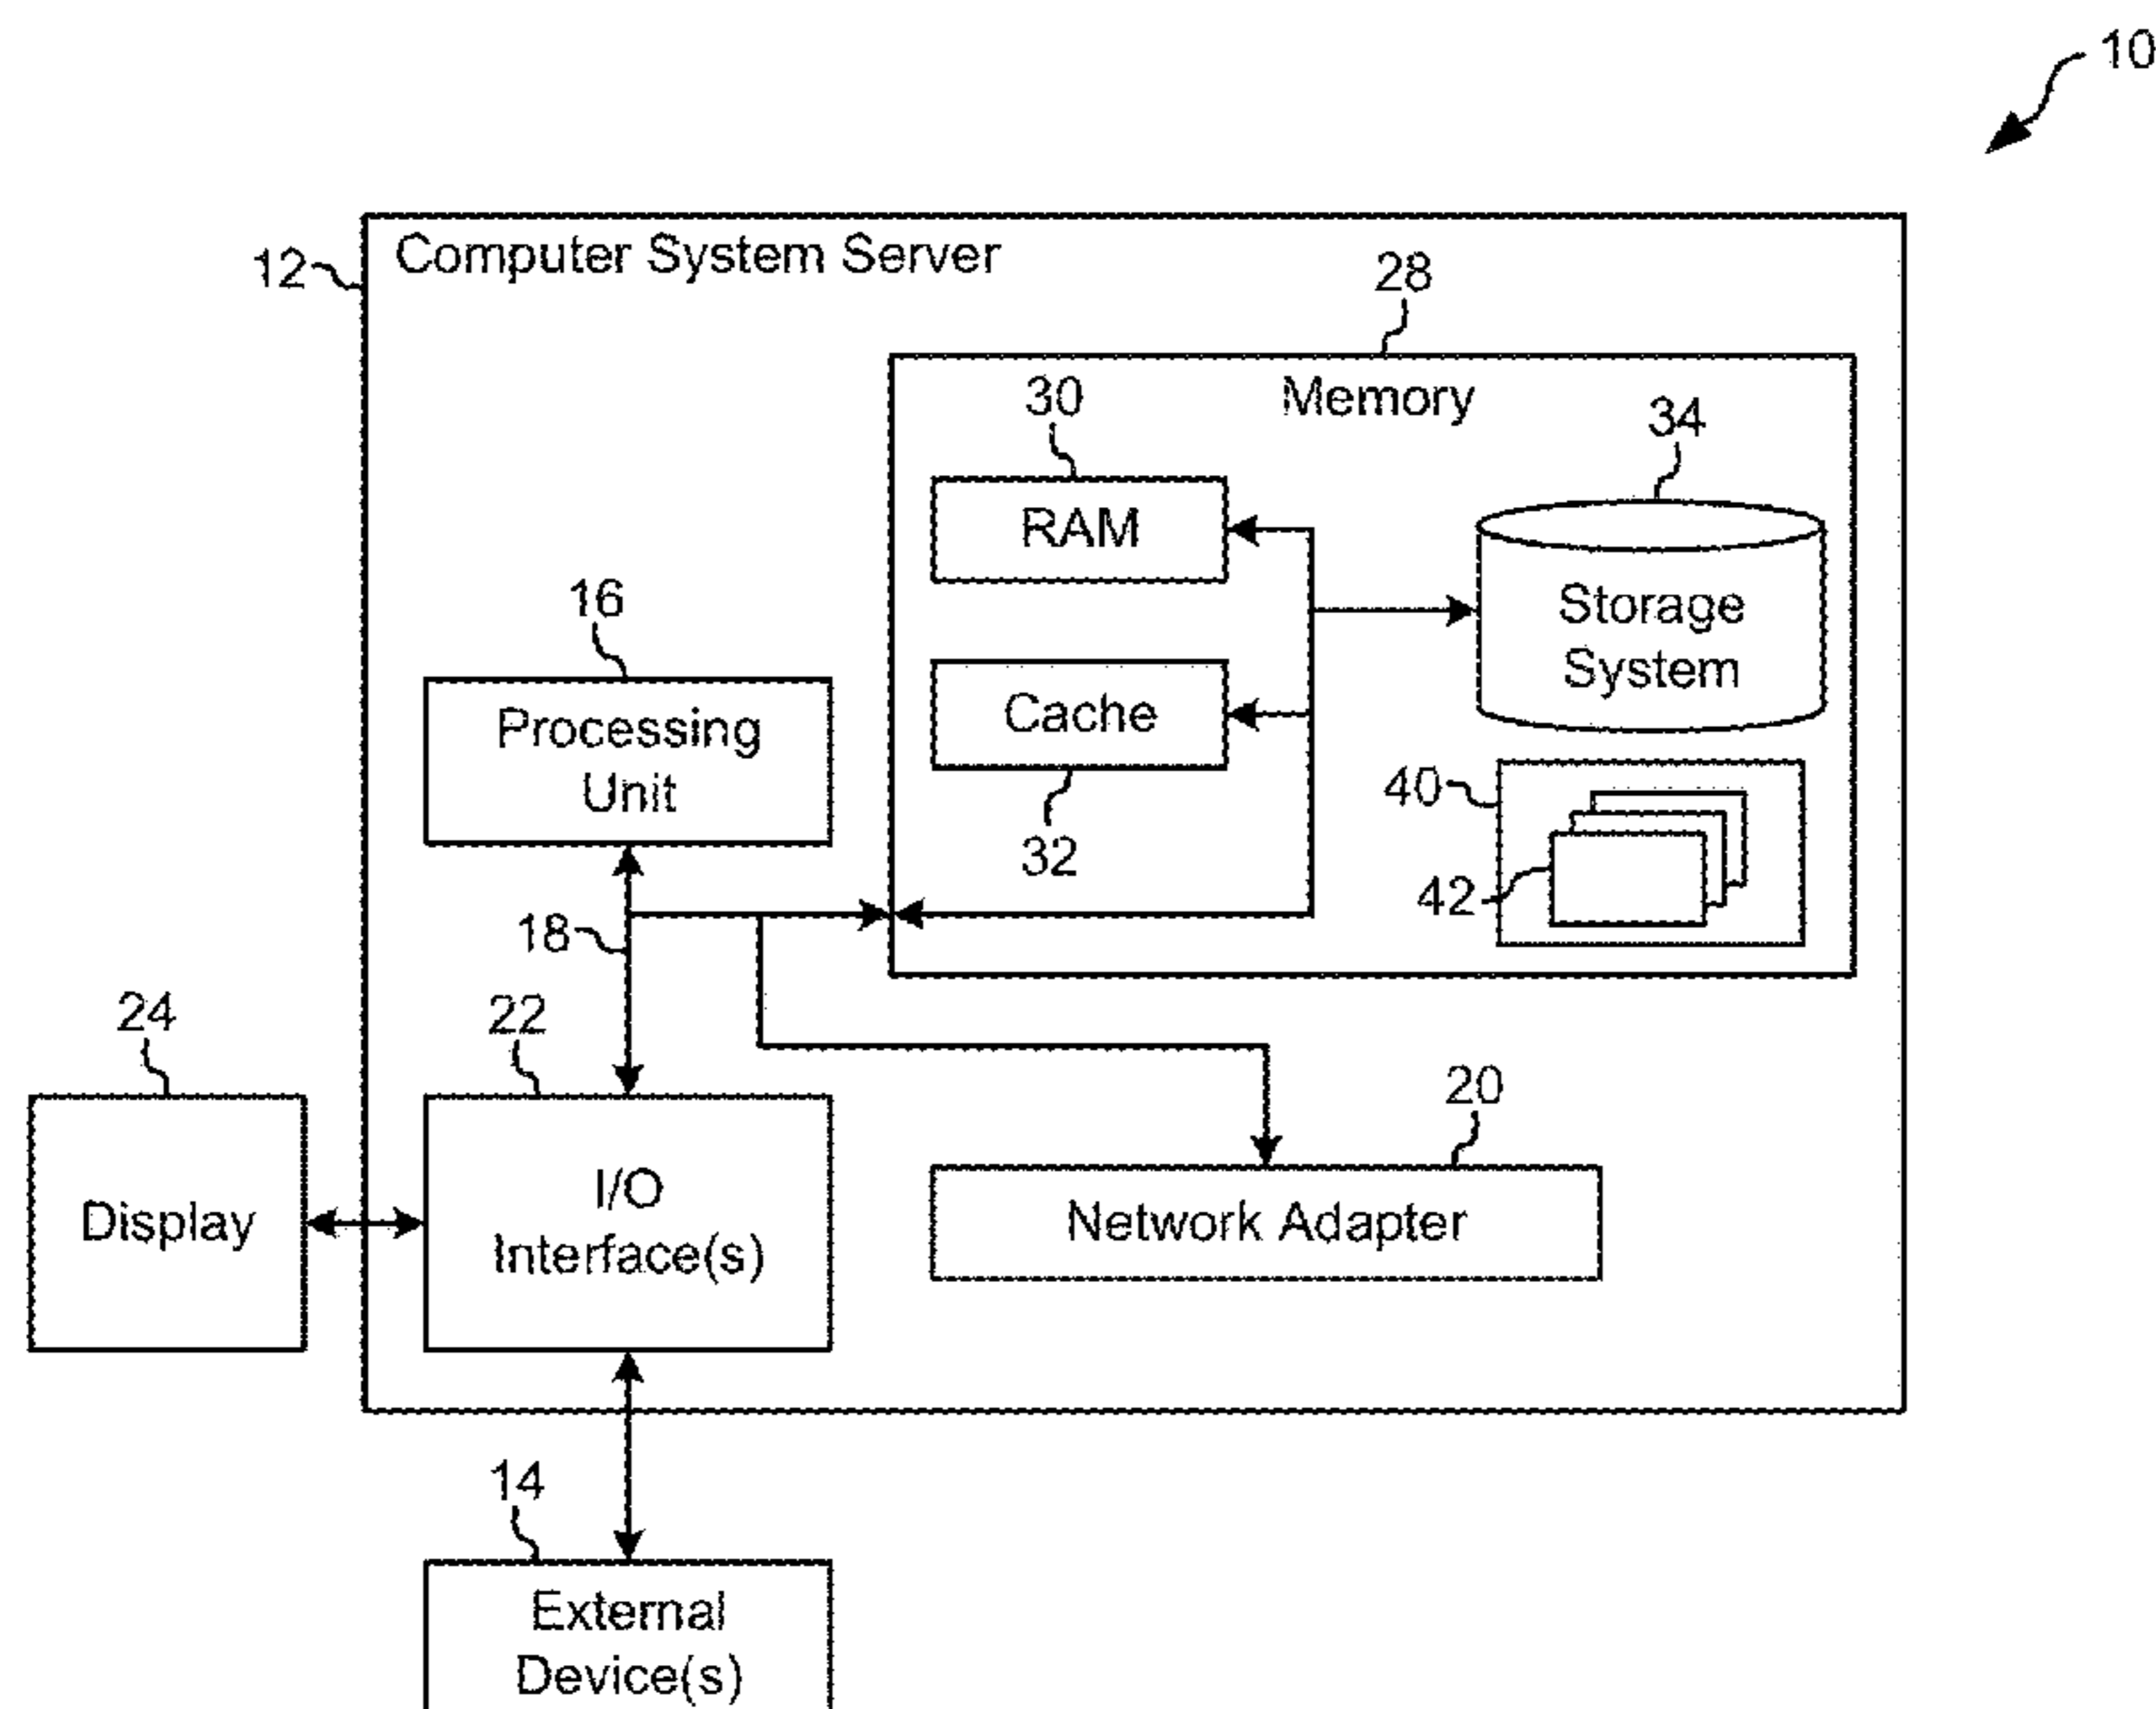 10
12
Computer System Server
28
Memory
30
RAM
34
Storage
System
16
Processing
Unit
Cache
32
40
42
18
24
Display
22
I/O
Interface(s)
20
Network Adapter
14
External
Device(s)